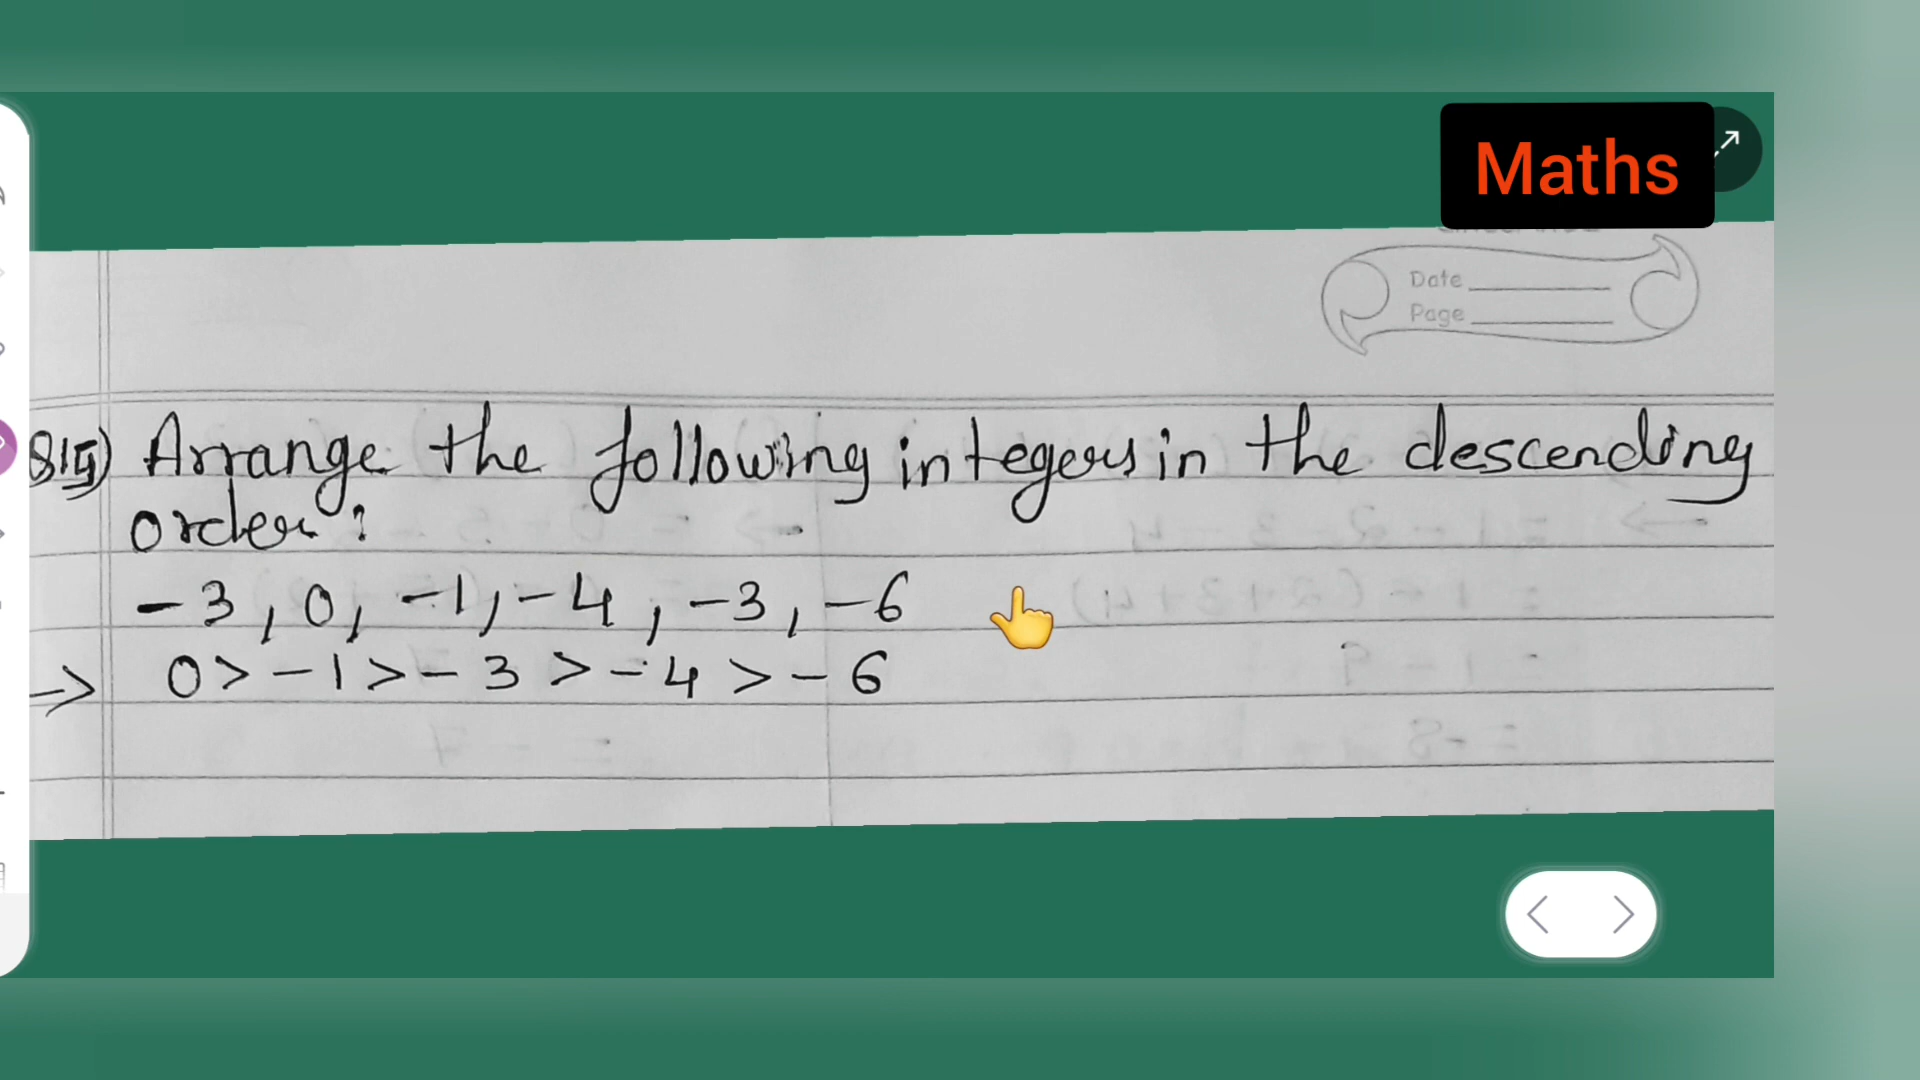 Maths
Date
Page
815) Arrange the following integers in the descending
order:
-3, 0, -1, -4, -3, -6
=> 0 > -1 > -3 > -4 > -6